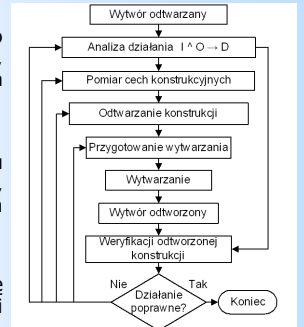 Wytwór odtwarzany
Analiza działania I ^ O → D
Pomiar cech konstrukcyjnych
Odtwarzanie konstrukcji
Przygotowanie wytwarzania
Wytwarzanie
Wytwór odtworzony
Weryfikacji odtworzonej
konstrukcji
Nie
Tak
Działanie
poprawne?
Koniec